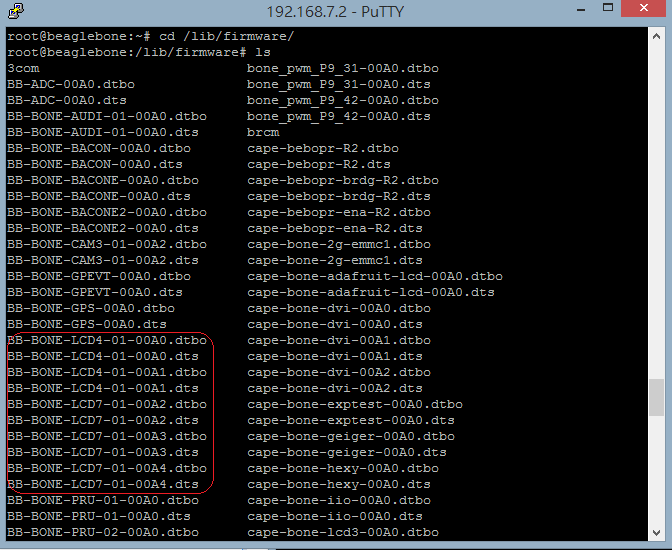 192.168.7.2 - PuTTY
root@beaglebone:~# cd /lib/firmware/
root@beaglebone:/lib/firmware# ls
3com bone_pwm_P9_31-00A0.dtbo
BB-ADC-00A0.dtbo bone_pwm_P9_31-00A0.dts
BB-ADC-00A0.dts bone_pwm_P9_42-00A0.dtbo
BB-BONE-AUDI-01-00A0.dtbo bone_pwm_P9_42-00A0.dts
BB-BONE-AUDI-01-00A0.dts brcm
BB-BONE-BACON-00A0.dtbo cape-bebopr-R2.dtbo
BB-BONE-BACON-00A0.dts cape-bebopr-R2.dts
BB-BONE-BACONE-00A0.dtbo cape-bebopr-brdg-R2.dtbo
BB-BONE-BACONE-00A0.dts cape-bebopr-brdg-R2.dts
BB-BONE-BACONE2-00A0.dtbo cape-bebopr-ena-R2.dtbo
BB-BONE-BACONE2-00A0.dts cape-bebopr-ena-R2.dts
BB-BONE-CAM3-01-00A2.dtbo cape-bone-2g-emmc1.dtbo
BB-BONE-CAM3-01-00A2.dts cape-bone-2g-emmc1.dts
BB-BONE-GPEVT-00A0.dtbo cape-bone-adafruit-lcd-00A0.dtbo
BB-BONE-GPEVT-00A0.dts cape-bone-adafruit-lcd-00A0.dts
BB-BONE-GPS-00A0.dtbo cape-bone-dvi-00A0.dtbo
BB-BONE-GPS-00A0.dts cape-bone-dvi-00A0.dts
BB-BONE-LCD4-01-00A0.dtbo cape-bone-dvi-00A1.dtbo
BB-BONE-LCD4-01-00A0.dts cape-bone-dvi-00A1.dts
BB-BONE-LCD4-01-00A1.dtbo cape-bone-dvi-00A2.dtbo
BB-BONE-LCD4-01-00A1.dts cape-bone-dvi-00A2.dts
BB-BONE-LCD7-01-00A2.dtbo cape-bone-exptest-00A0.dtbo
BB-BONE-LCD7-01-00A2.dts cape-bone-exptest-00A0.dts
BB-BONE-LCD7-01-00A3.dtbo cape-bone-geiger-00A0.dtbo
BB-BONE-LCD7-01-00A3.dts cape-bone-geiger-00A0.dts
BB-BONE-LCD7-01-00A4.dtbo cape-bone-hexy-00A0.dtbo
BB-BONE-LCD7-01-00A4.dts cape-bone-hexy-00A0.dts
BB-BONE-PRU-01-00A0.dtbo cape-bone-iio-00A0.dtbo
BB-BONE-PRU-01-00A0.dts cape-bone-iio-00A0.dts
BB-BONE-PRU-02-00A0.dtbo cape-bone-lcd3-00A0.dtbo